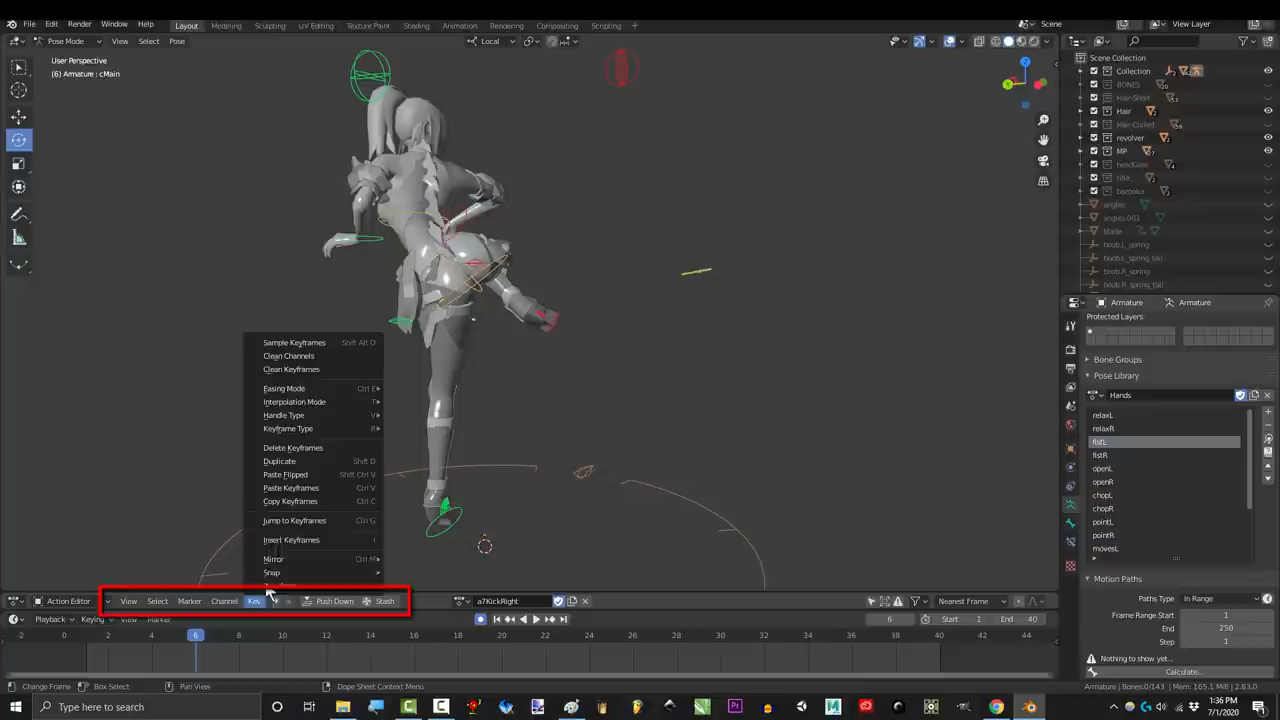 File Edit Render Window Help Layout Modeling Sculpting UV Editing Texture Paint Shading Animation Rendering Compositing Scripting + Scene View Layer
Pose Mode View Select Pose Local
User Perspective
(6) Armature : cMain
Scene Collection
Collection
BONES
Hair-Short
Hair
Hair-Curled
revolver
MP
headGear
rifle
bazooka
angles
angles.001
blade
boob.L_spring
boob.L_spring_tail
boob.R_spring
boob.R_spring_tail
Armature Armature
Protected Layers:
Bone Groups
Pose Library
Hands
relaxL
relaxR
fistL
fistR
openL
openR
chopL
chopR
pointL
pointR
movesL
Motion Paths
Paths Type In Range
Frame Range Start 1
End 250
Step 1
Nothing to show yet...
Calculate...
Sample Keyframes Shift Alt O
Clean Channels
Clean Keyframes
Easing Mode Ctrl E
Interpolation Mode T
Handle Type V
Keyframe Type R
Delete Keyframes
Duplicate Shift D
Paste Flipped Shift Ctrl V
Paste Keyframes Ctrl V
Copy Keyframes Ctrl C
Jump to Keyframes Ctrl G
Insert Keyframes I
Mirror Ctrl M
Snap
Action Editor View Select Marker Channel Key Push Down Stash a7KickRight Nearest Frame
Playback Keying View Marker 6 Start 1 End 40
-2 0 2 4 6 8 10 12 14 16 18 20 22 24 26 28 30 32 34 36 38 40 42 44
Change Frame Box Select Pan View Dope Sheet Context Menu Armature | Bones:0/143 | Mem: 165.1 MiB | 2.83.0
Type here to search
1:36 PM
7/1/2020